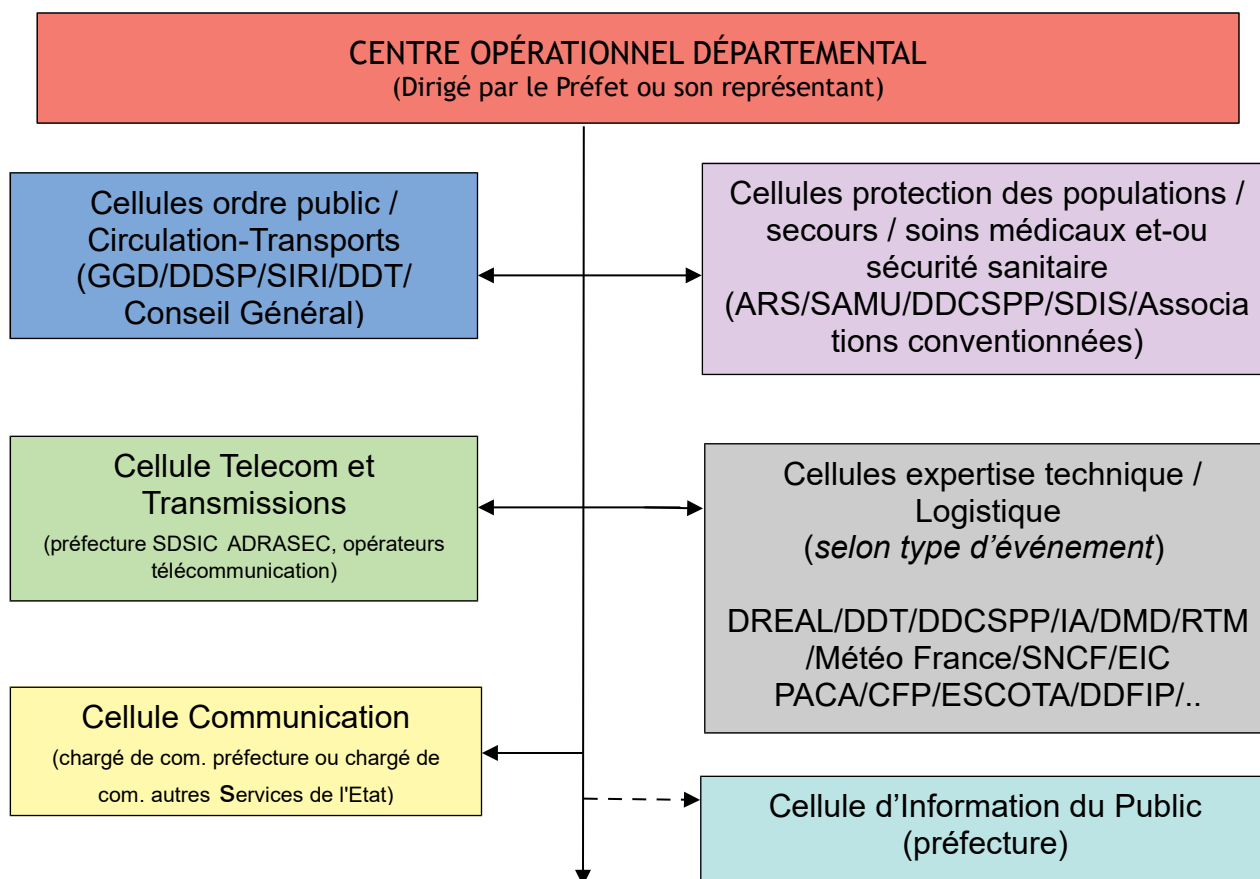 CENTRE OPÉRATIONNEL DÉPARTEMENTAL
(Dirigé par le Préfet ou son représentant)
Cellules ordre public /
Circulation-Transports
(GGD/DDSP/SIRI/DDT/
Conseil Général)
Cellules protection des populations /
secours / soins médicaux et-ou
sécurité sanitaire
(ARS/SAMU/DDCSPP/SDIS/Associa
tions conventionnées)
Cellule Telecom et
Transmissions
(préfecture SDSIC ADRASEC, opérateurs
télécommunication)
Cellules expertise technique /
Logistique
(selon type d’événement)
DREAL/DDT/DDCSPP/IA/DMD/RTM
/Météo France/SNCF/EIC
PACA/CFP/ESCOTA/DDFIP/..
Cellule Communication
(chargé de com. préfecture ou chargé de
com. autres Services de l'Etat)
Cellule d’Information du Public
(préfecture)